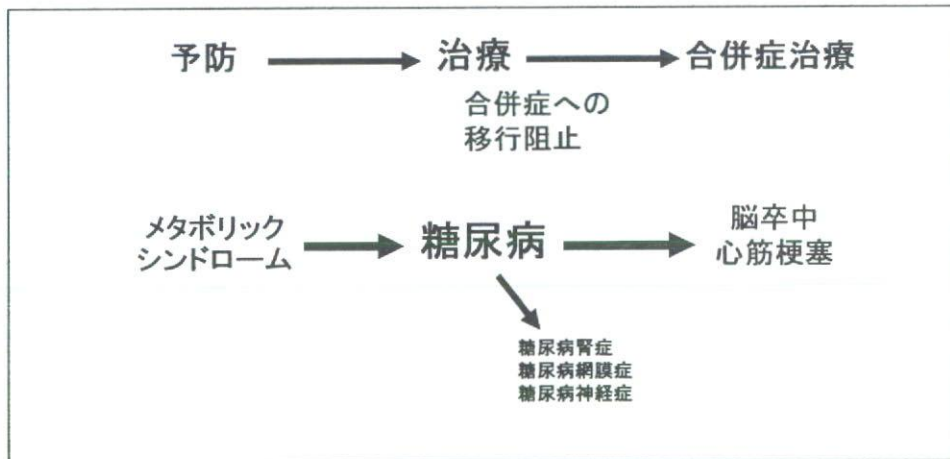 予防
治療
合併症治療
合併症への
移行阻止
メタボリック
シンドローム
糖尿病
脳卒中
心筋梗塞
糖尿病腎症
糖尿病網膜症
糖尿病神経症